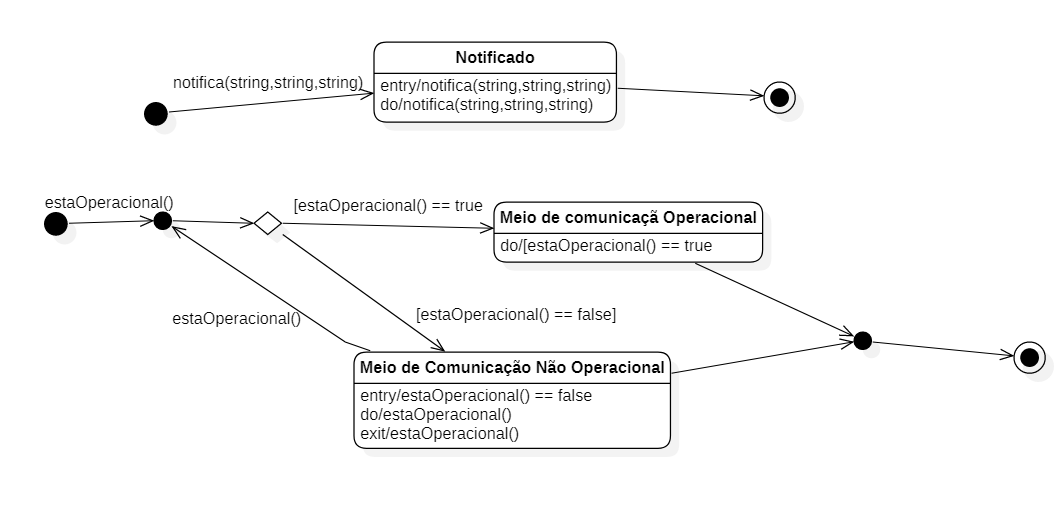 Notificado
notifica(string,string,string)
entry/notifica(string,string,string)
do/notifica(string,string,string)
estaOperacional()
[estaOperacional() == true
Meio de comunicaçã Operacional
do/[estaOperacional() == true
estaOperacional()
[estaOperacional() == false]
Meio de Comunicação Não Operacional
entry/estaOperacional() == false
do/estaOperacional()
exit/estaOperacional()